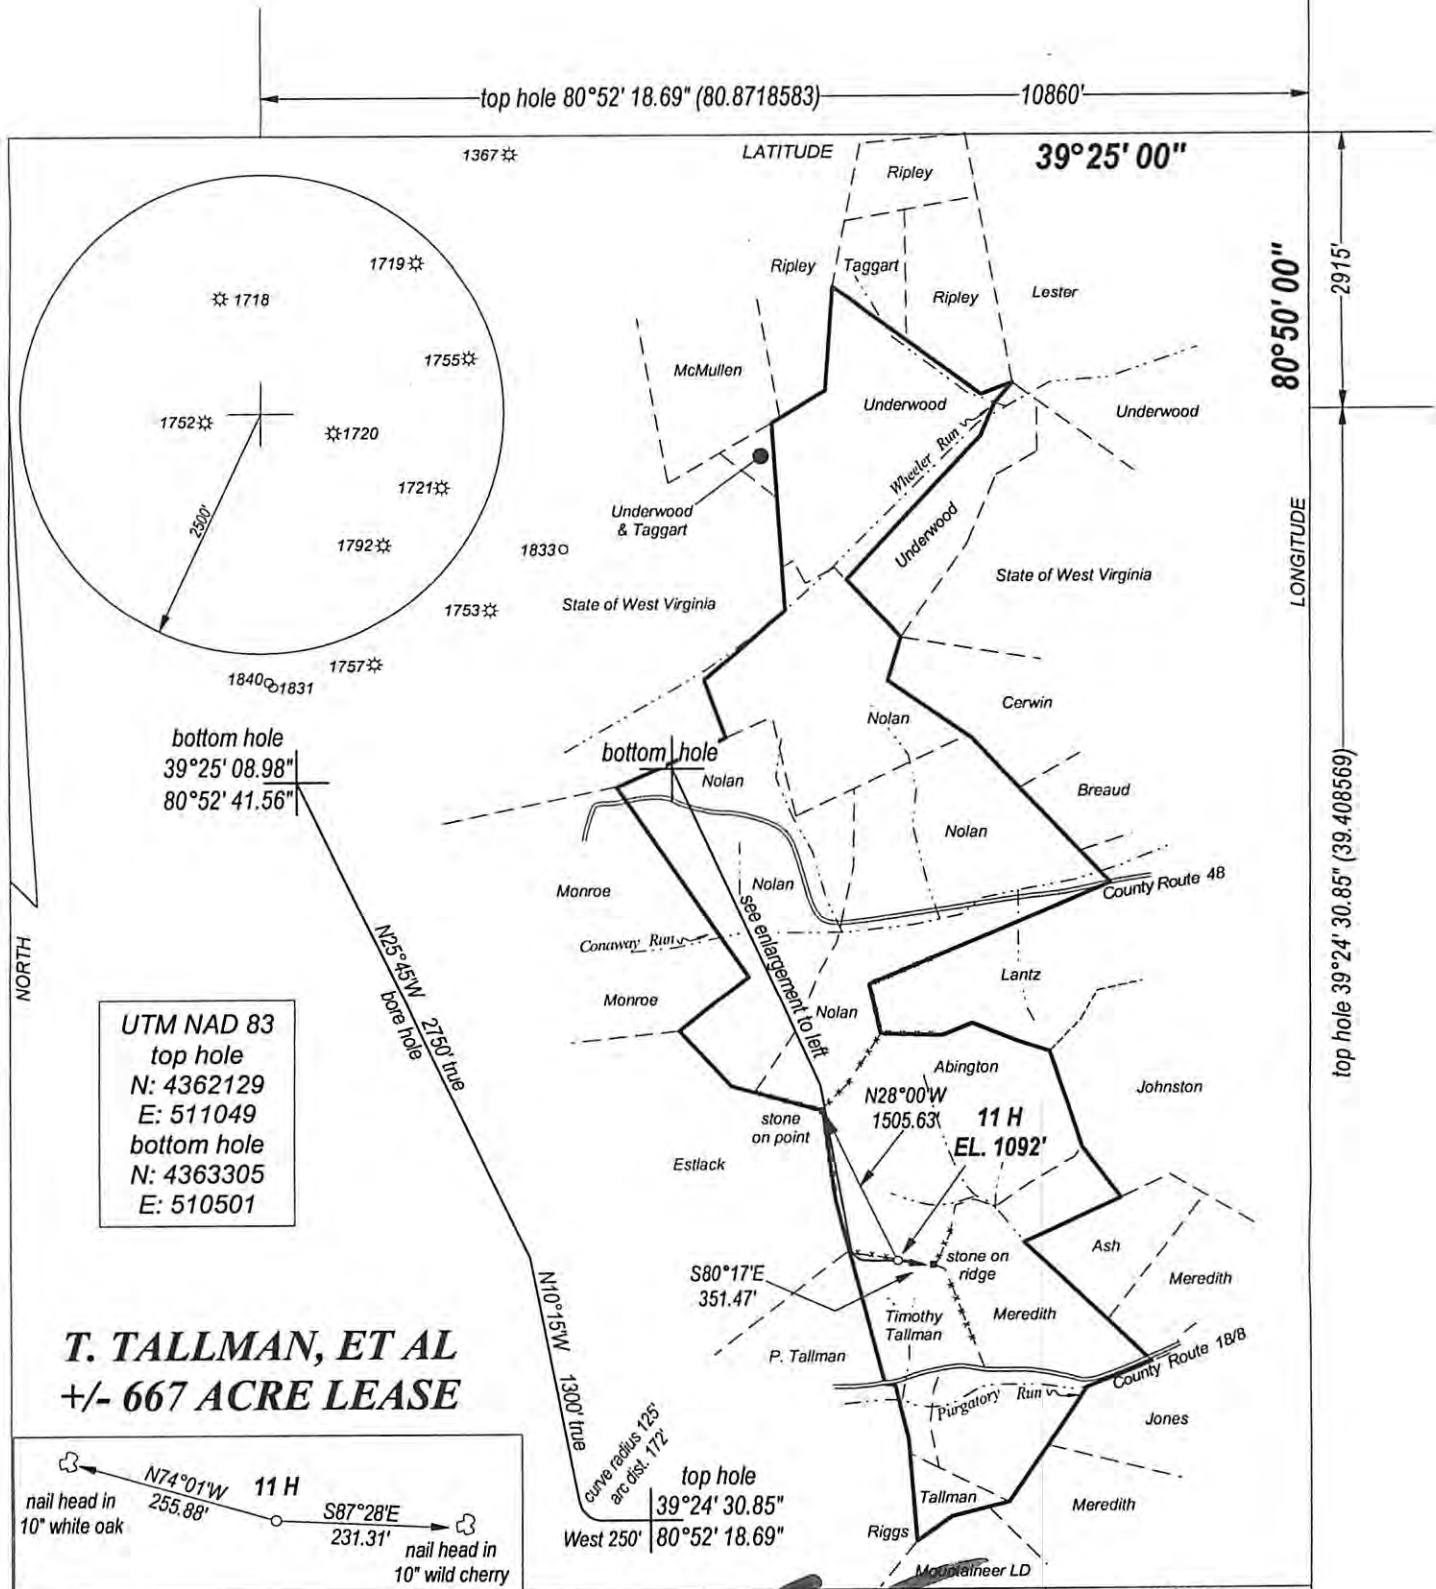 top hole 80°52' 18.69" (80.8718583)
10860'
LATITUDE
39°25' 00"
1367
Ripley
1719
Ripley
Taggart
1718
Ripley
Lester
80°50' 00"
2915'
1755
McMullen
Underwood
Underwood
1752
1720
Wheeler Run
1721
2500'
Underwood
& Taggart
LONGITUDE
1792
1833
Underwood
State of West Virginia
1753
State of West Virginia
1757
1840
1831
Cerwin
Nolan
bottom hole
39°25' 08.98"
80°52' 41.56"
bottom hole
Nolan
Breaud
Nolan
top hole 39°24' 30.85" (39.408569)
Monroe
Nolan
County Route 48
see enlargement to left
NORTH
Conaway Run
N25°45'W 2750' true
bore hole
Lantz
Monroe
Nolan
UTM NAD 83
top hole
N: 4362129
E: 511049
bottom hole
N: 4363305
E: 510501
Abington
Johnston
N28°00'W
1505.63'
11 H
EL. 1092'
stone
on point
Estlack
Ash
stone on
ridge
S80°17'E
351.47'
Meredith
N10°15'W 1300' true
Timothy
Tallman
Meredith
P. Tallman
County Route 18/8
T. TALLMAN, ET AL
+/- 667 ACRE LEASE
Purgatory Run
Jones
curve radius 125'
arc dist. 172'
N74°01'W
255.88'
11 H
nail head in
10" white oak
S87°28'E
231.31'
nail head in
10" wild cherry
top hole
39°24' 30.85"
80°52' 18.69"
West 250'
Tallman
Meredith
Riggs
Mountaineer LD